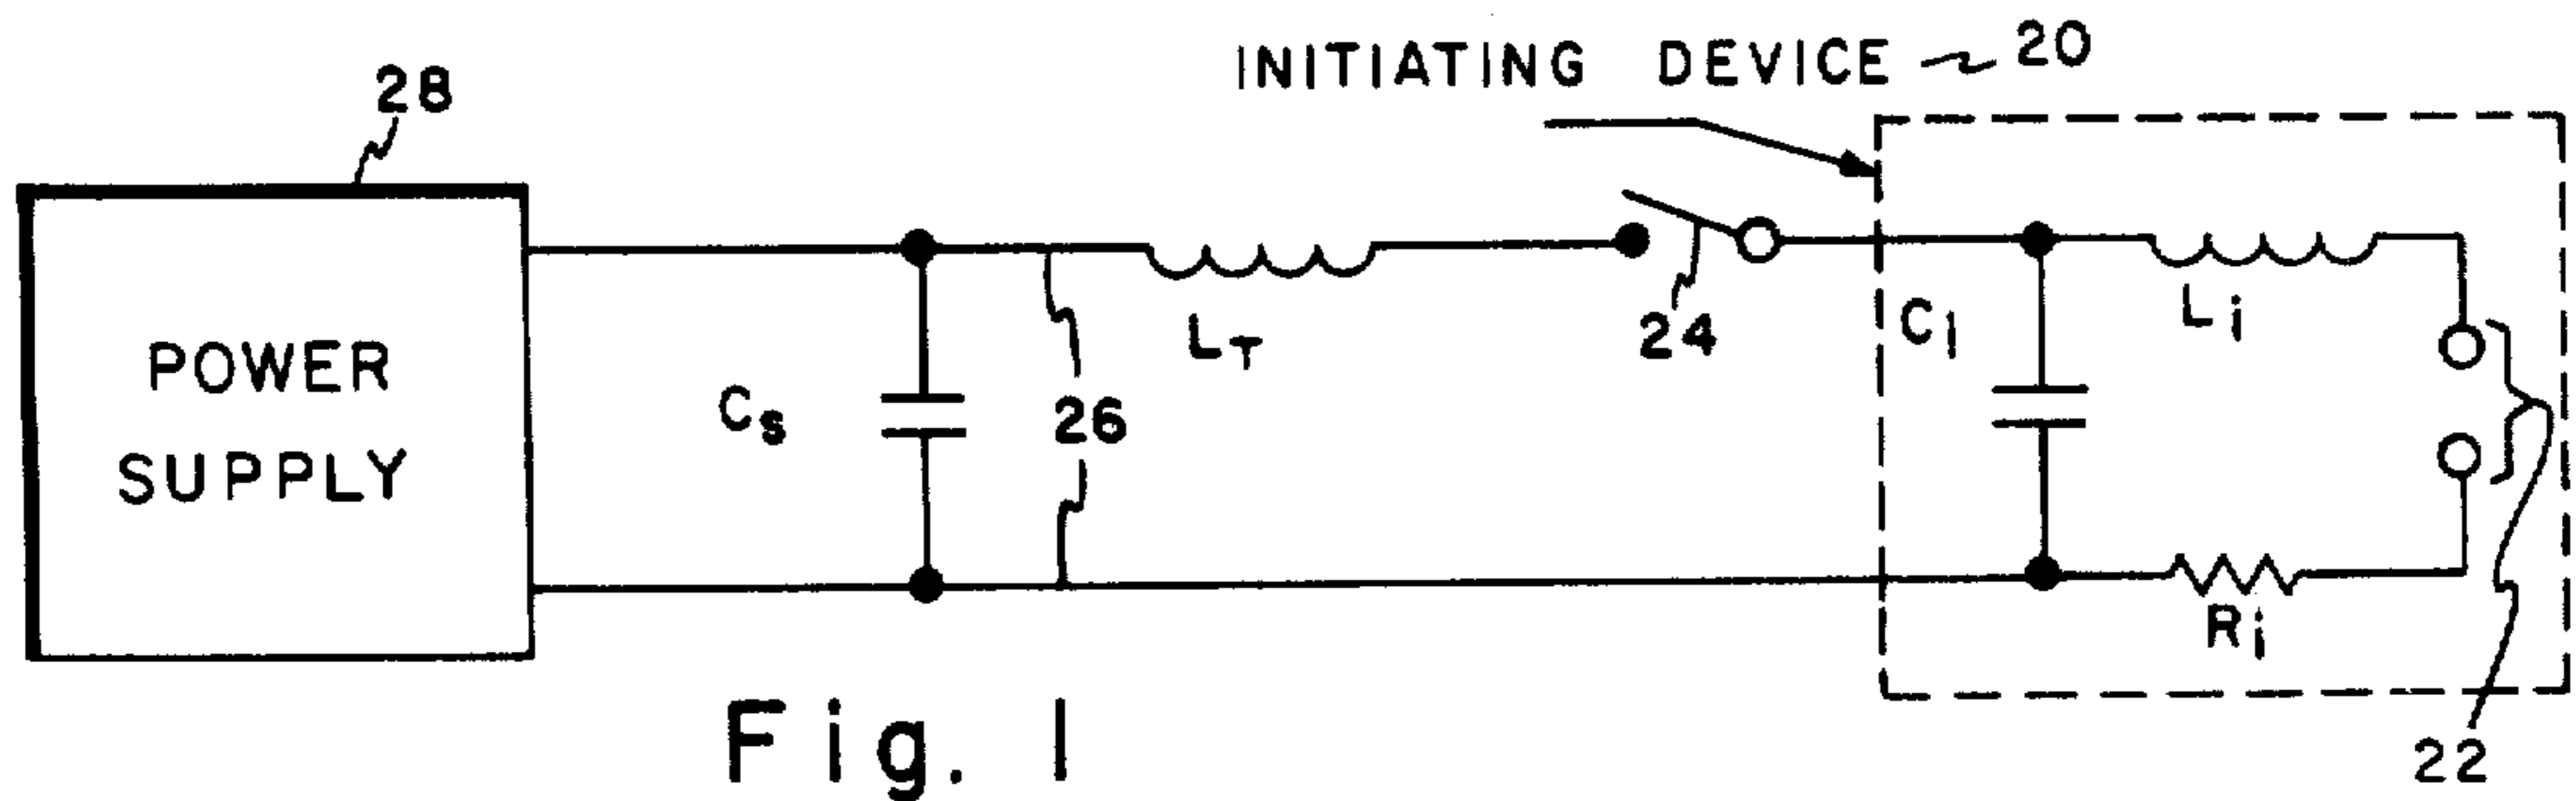 INITIATING DEVICE 20
28
POWER
SUPPLY
Cs
26
LT
24
C1
Li
Ri
22
Fig. 1